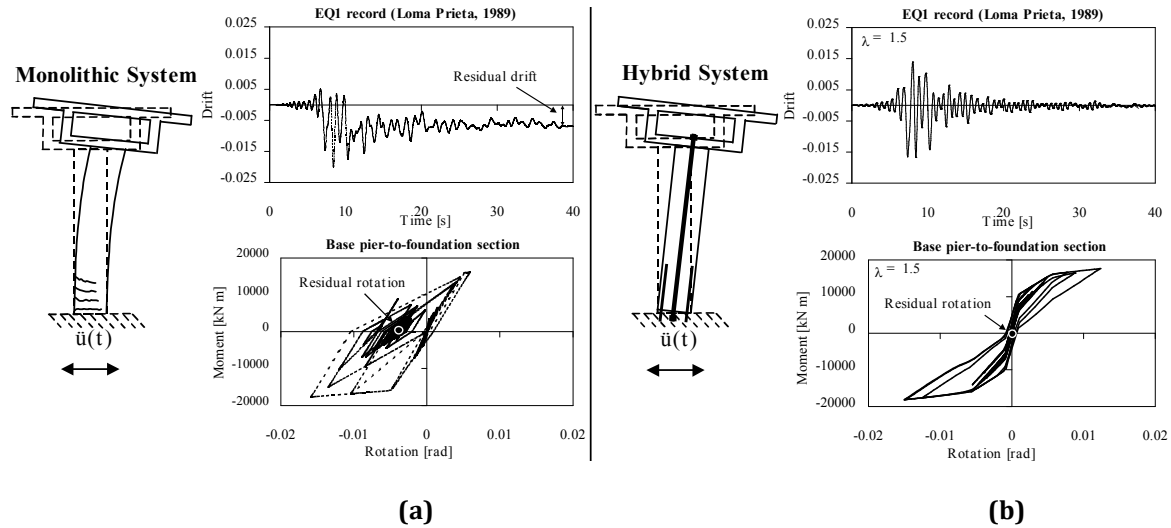 EQ1 record (Loma Prieta, 1989)
Monolithic System
ü(t)
Drift
0.025
0.015
0.005
-0.005
-0.015
-0.025
Residual drift
0
10
20
30
40
Time [s]
Base pier-to-foundation section
Moment [kN m]
20000
10000
0
-10000
-20000
Residual rotation
-0.02
-0.01
0
0.01
0.02
Rotation [rad]
(a)
EQ1 record (Loma Prieta, 1989)
Hybrid System
ü(t)
Drift
0.025
0.015
0.005
-0.005
-0.015
-0.025
λ = 1.5
0
10
20
30
40
Time [s]
Base pier-to-foundation section
Moment [kN m]
20000
10000
0
-10000
-20000
λ = 1.5
Residual rotation
-0.02
-0.01
0
0.01
0.02
Rotation [rad]
(b)